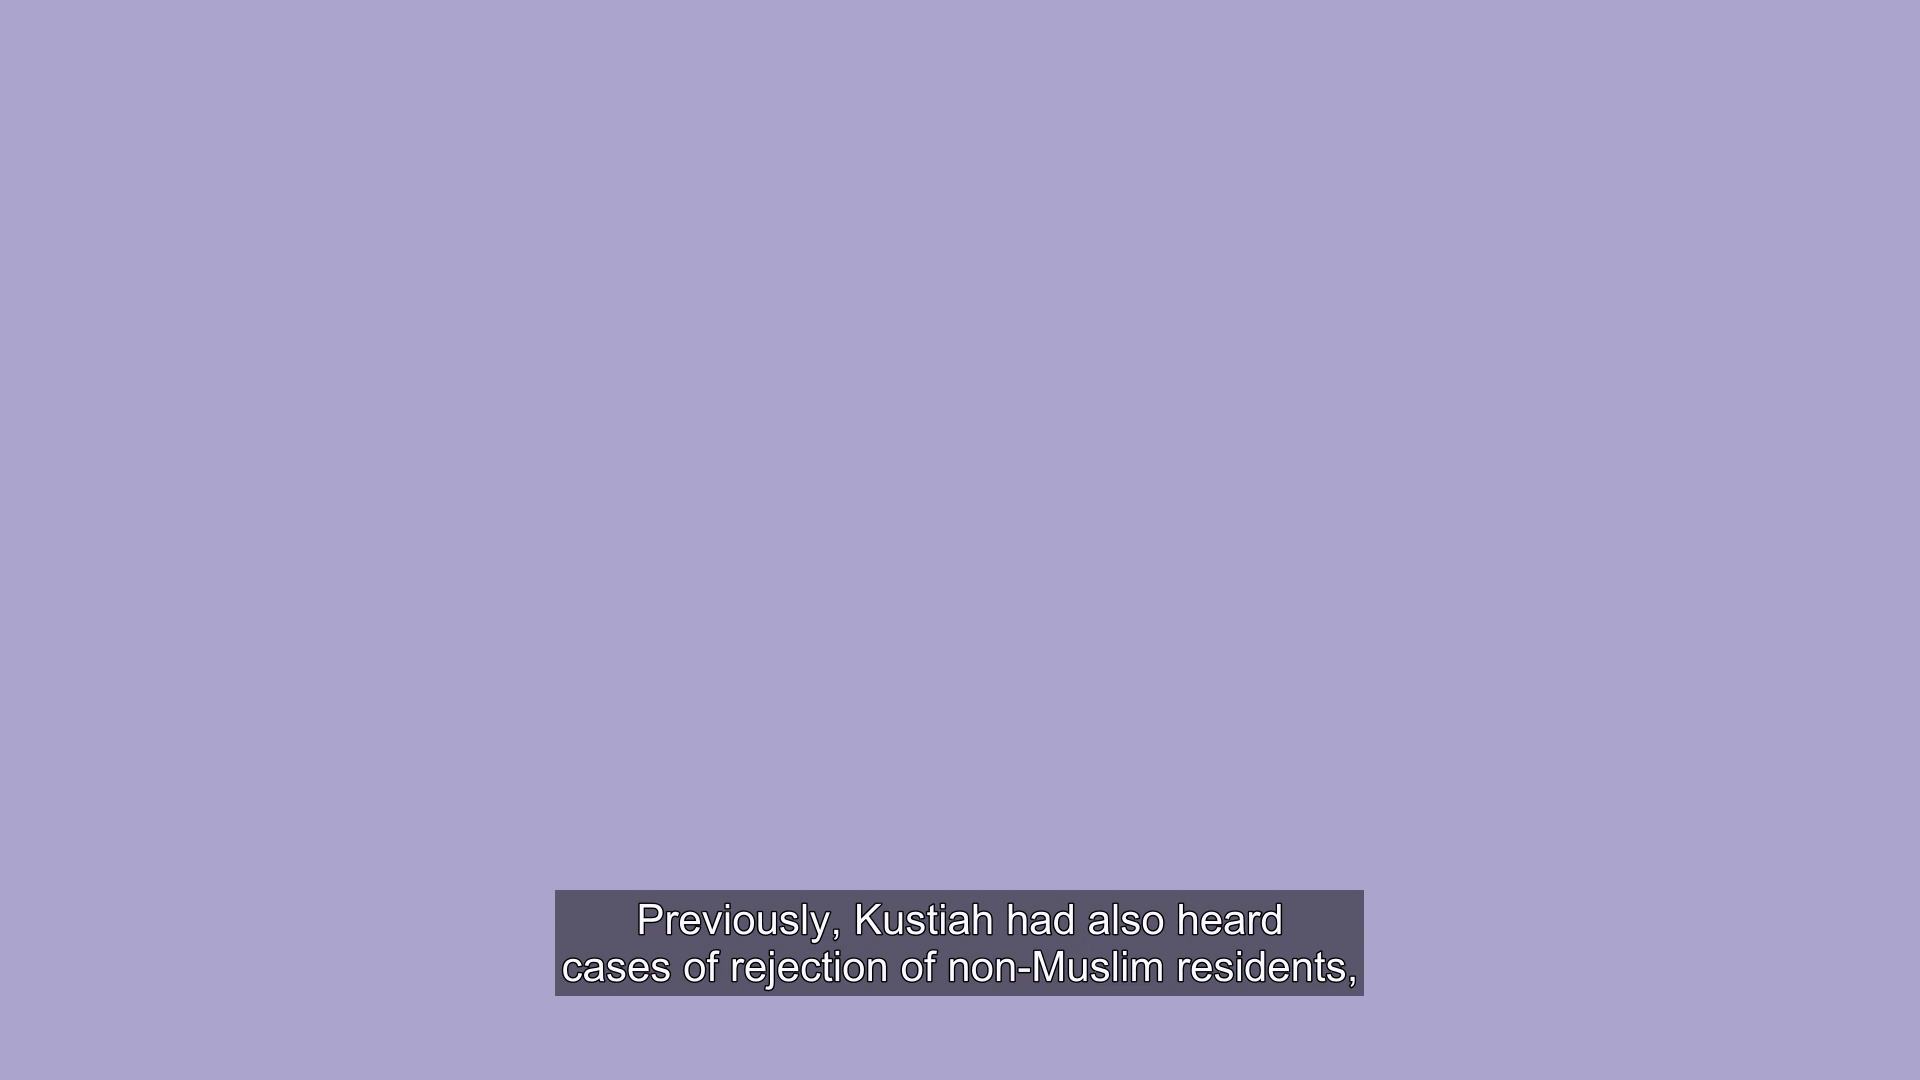 Previously, Kustiah had also heard
cases of rejection of non-Muslim residents,